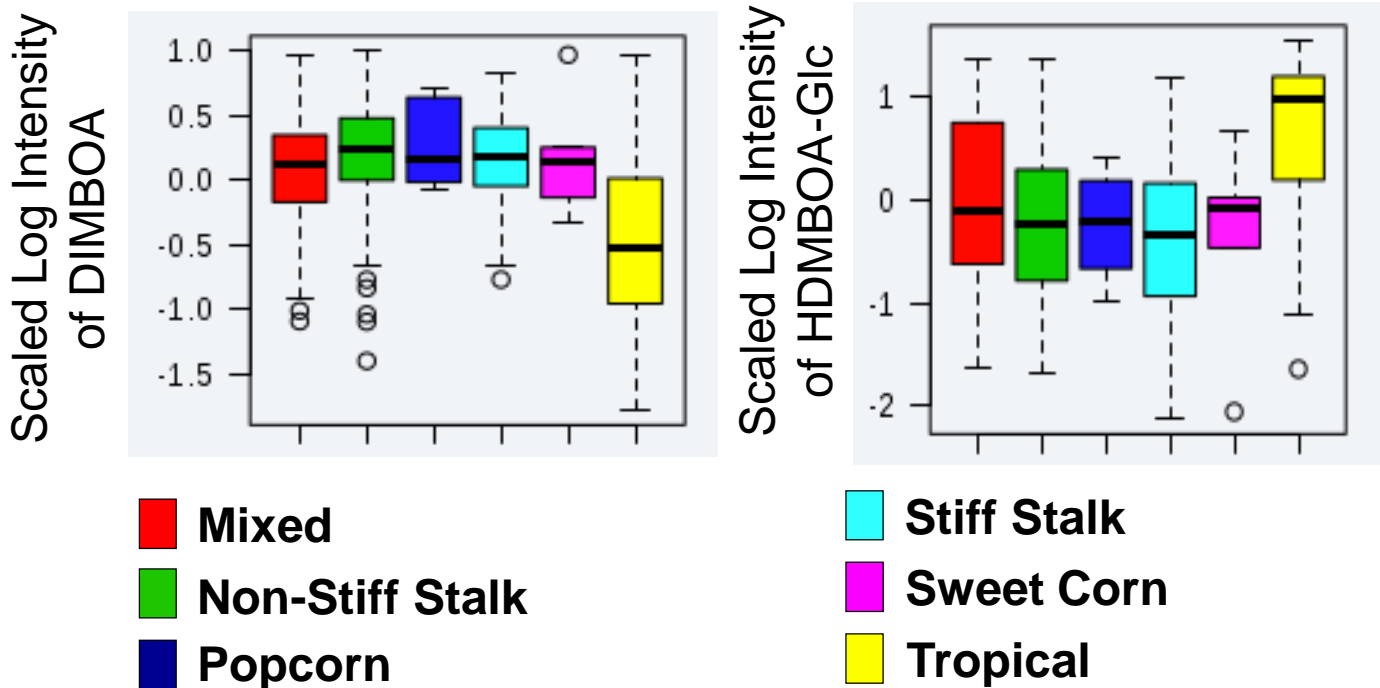 Scaled Log Intensity
of DIMBOA
1.0
0.5
0.0
-0.5
-1.0
-1.5
Scaled Log Intensity
of HDMBOA-Glc
1
0
-1
-2
Mixed
Non-Stiff Stalk
Popcorn
Stiff Stalk
Sweet Corn
Tropical